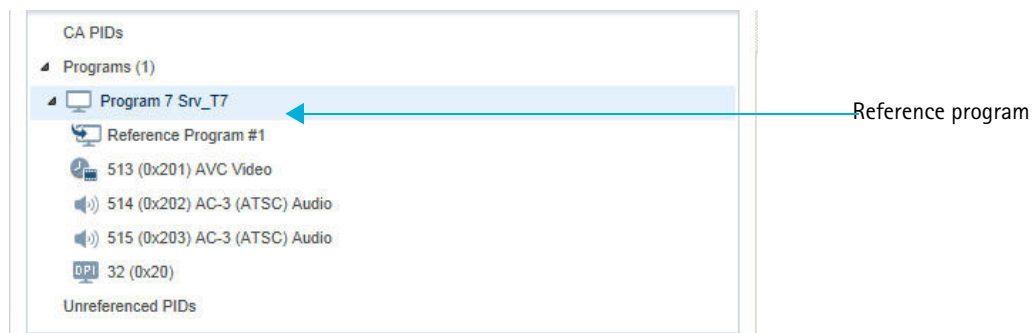 CA PIDs
Programs (1)
Program 7 Srv_T7
Reference program
Reference Program #1
513 (0x201) AVC Video
514 (0x202) AC-3 (ATSC) Audio
515 (0x203) AC-3 (ATSC) Audio
DPI 32 (0x20)
Unreferenced PIDs